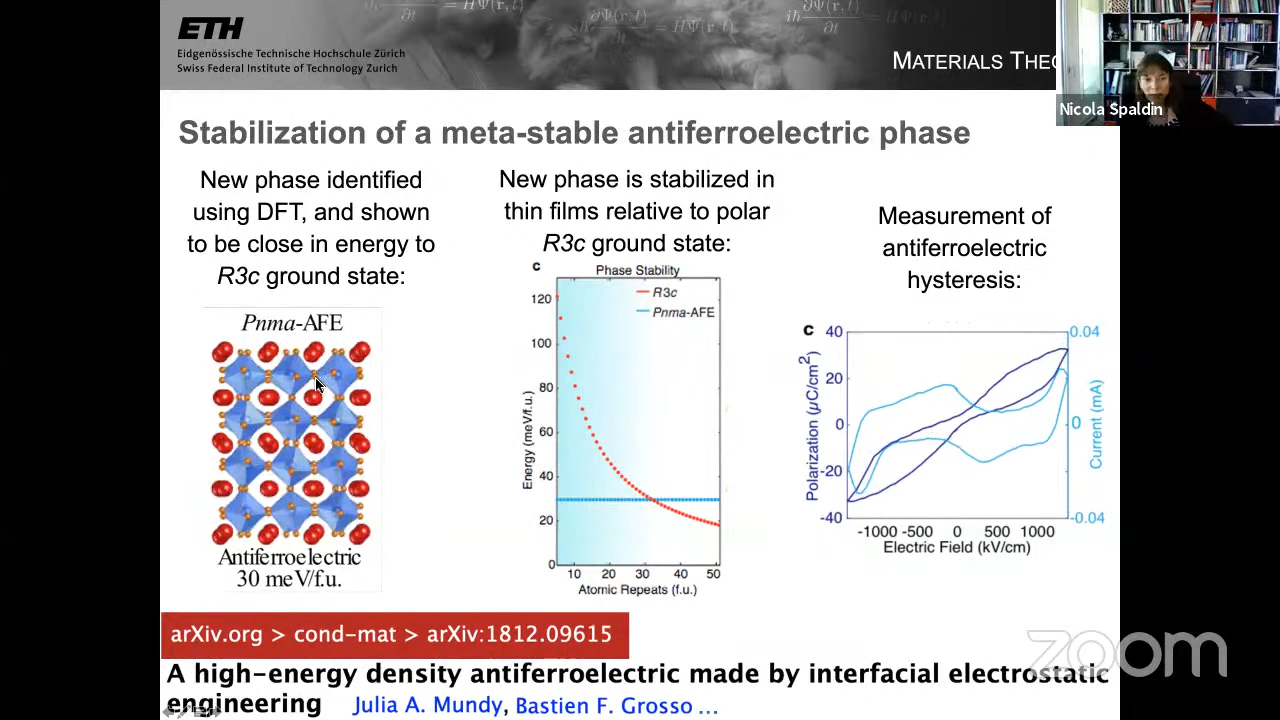 ETH
Eidgenössische Technische Hochschule Zürich
Swiss Federal Institute of Technology Zurich
MATERIALS
Nicola Spaldin
Stabilization of a meta-stable antiferroelectric phase
New phase identified
using DFT, and shown
to be close in energy to
R3c ground state:
Pnma-AFE
Antiferroelectric
30 meV/f.u.
New phase is stabilized in
thin films relative to polar
R3c ground state:
c
Phase Stability
R3c
Pnma-AFE
120
100
80
60
40
20
0
Energy (meV/f.u.)
10 20 30 40 50
Atomic Repeats (f.u.)
Measurement of
antiferroelectric
hysteresis:
c
40
20
0
-20
-40
Polarization (μC/cm²)
0.04
0
-0.04
Current (mA)
-1000 -500 0 500 1000
Electric Field (kV/cm)
arXiv.org > cond-mat > arXiv:1812.09615
A high-energy density antiferroelectric made by interfacial electrostatic
engineering Julia A. Mundy, Bastien F. Grosso ...
zoom